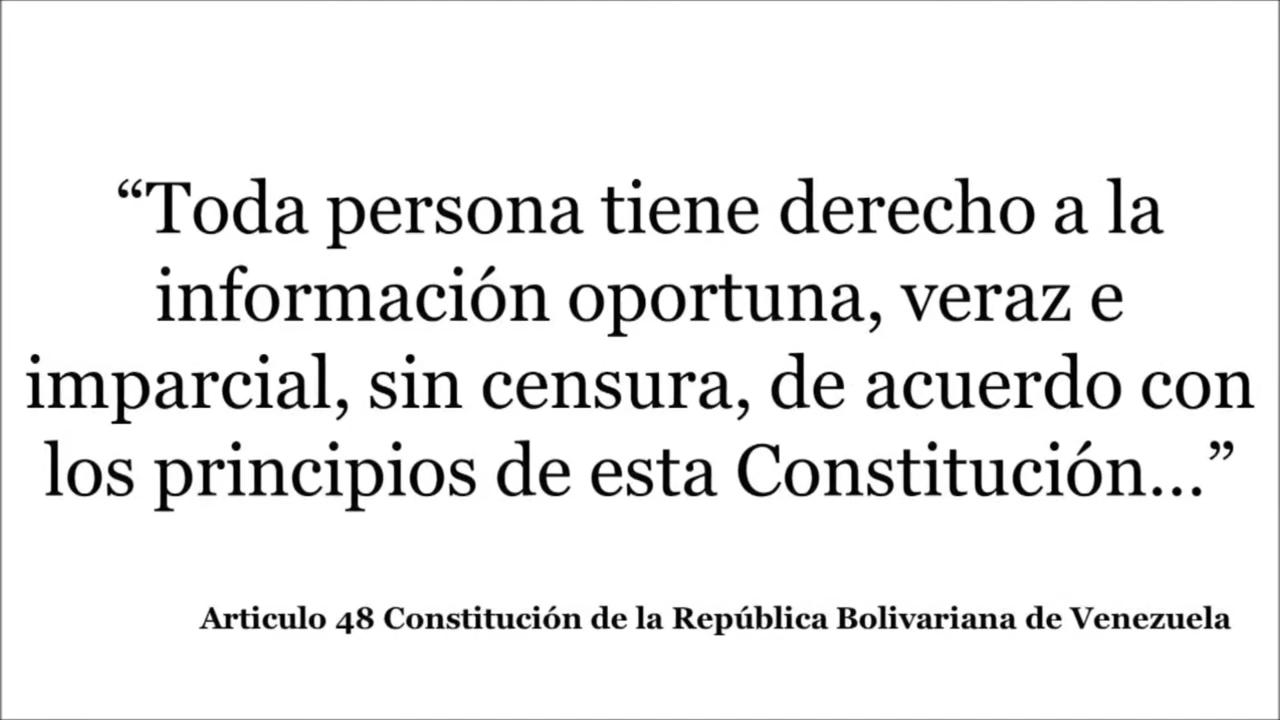 “Toda persona tiene derecho a la
información oportuna, veraz e
imparcial, sin censura, de acuerdo con
los principios de esta Constitución...”
Articulo 48 Constitución de la República Bolivariana de Venezuela